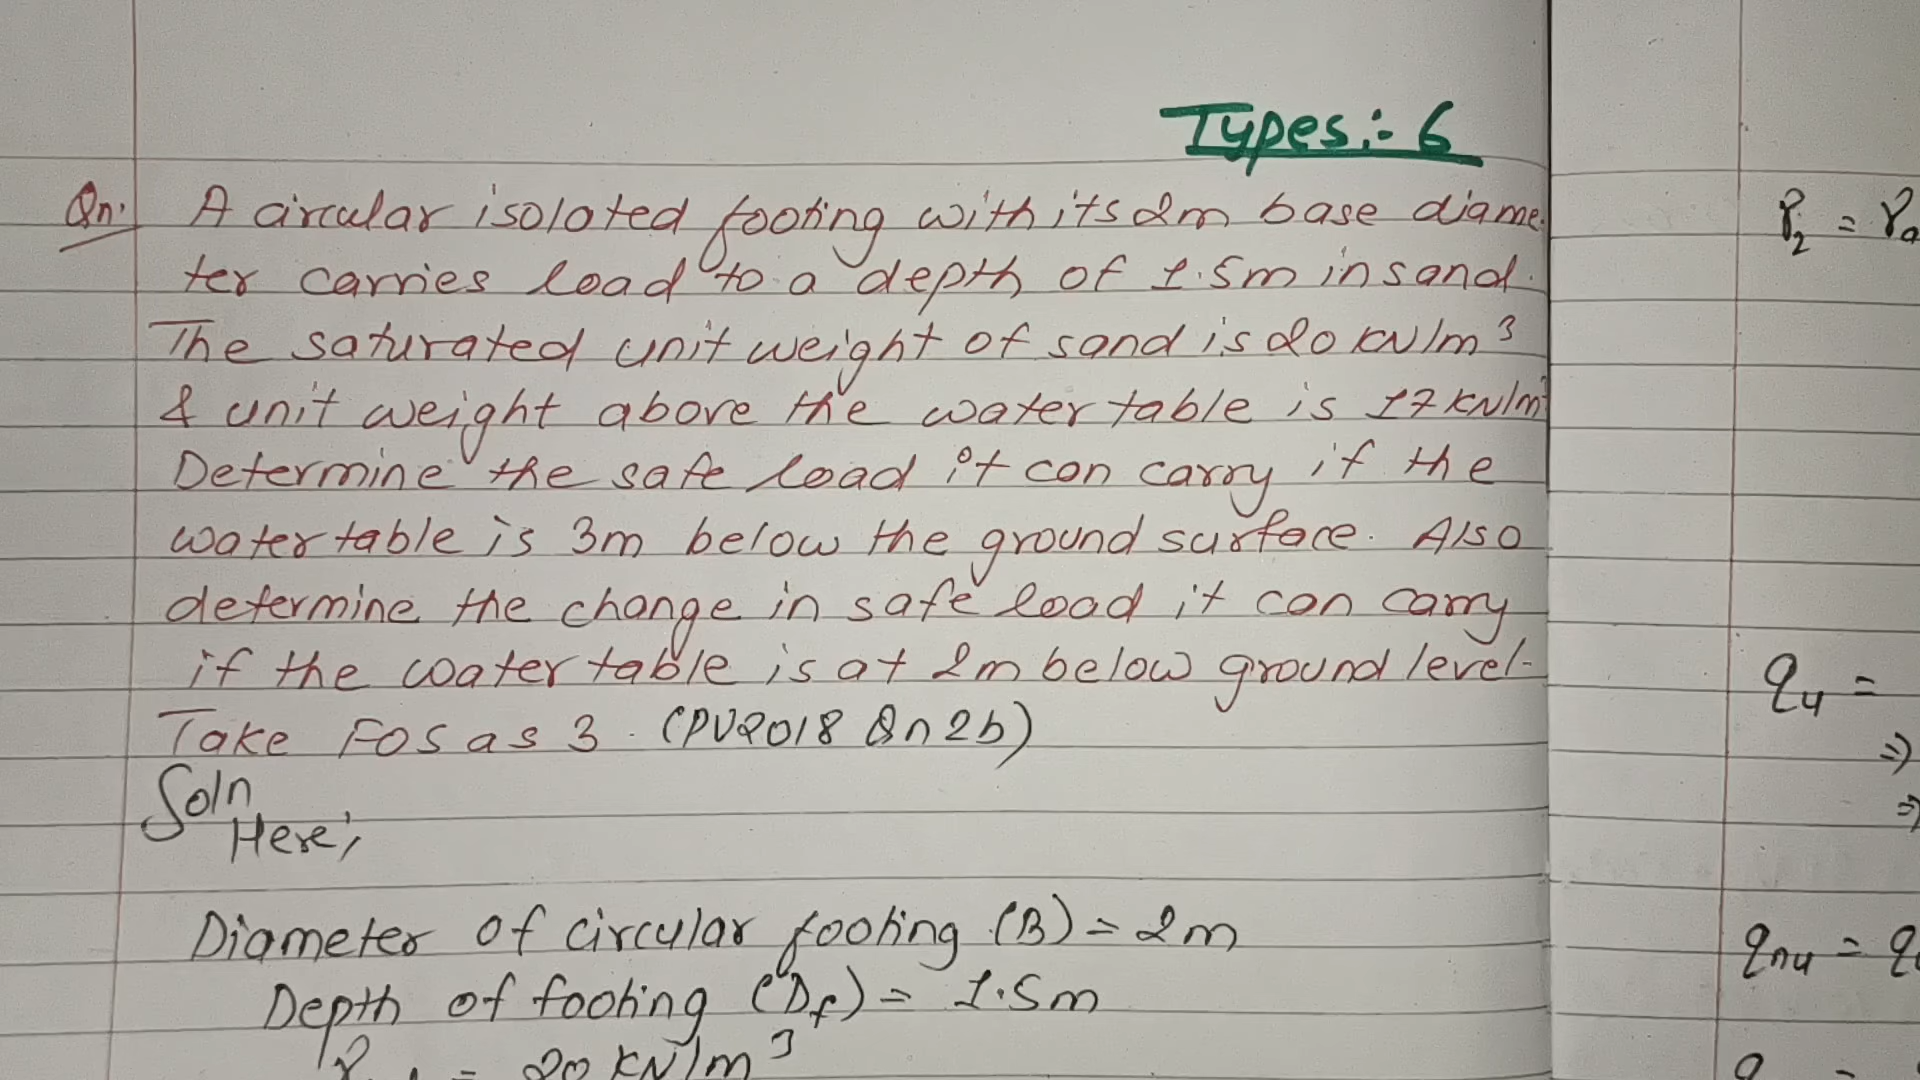 Types:- 6
Qn. A circular isolated footing with its 2m base diame-
ter carries load to a depth of 1.5m in sand.
The saturated unit weight of sand is 20 KN/m³
& unit weight above the water table is 17 KN/m³
Determine the safe load it can carry if the
water table is 3m below the ground surface. Also
determine the change in safe load it can carry
if the water table is at 2m below ground level-
Take FOS as 3. (PU2018 Qn2b)
Soln
Here;
Diameter of circular footing (B) = 2m
Depth of footing (Df) = 1.5m
= 20 KN/m³
γ₂ =
qu =
⇒
⇒
qnu =